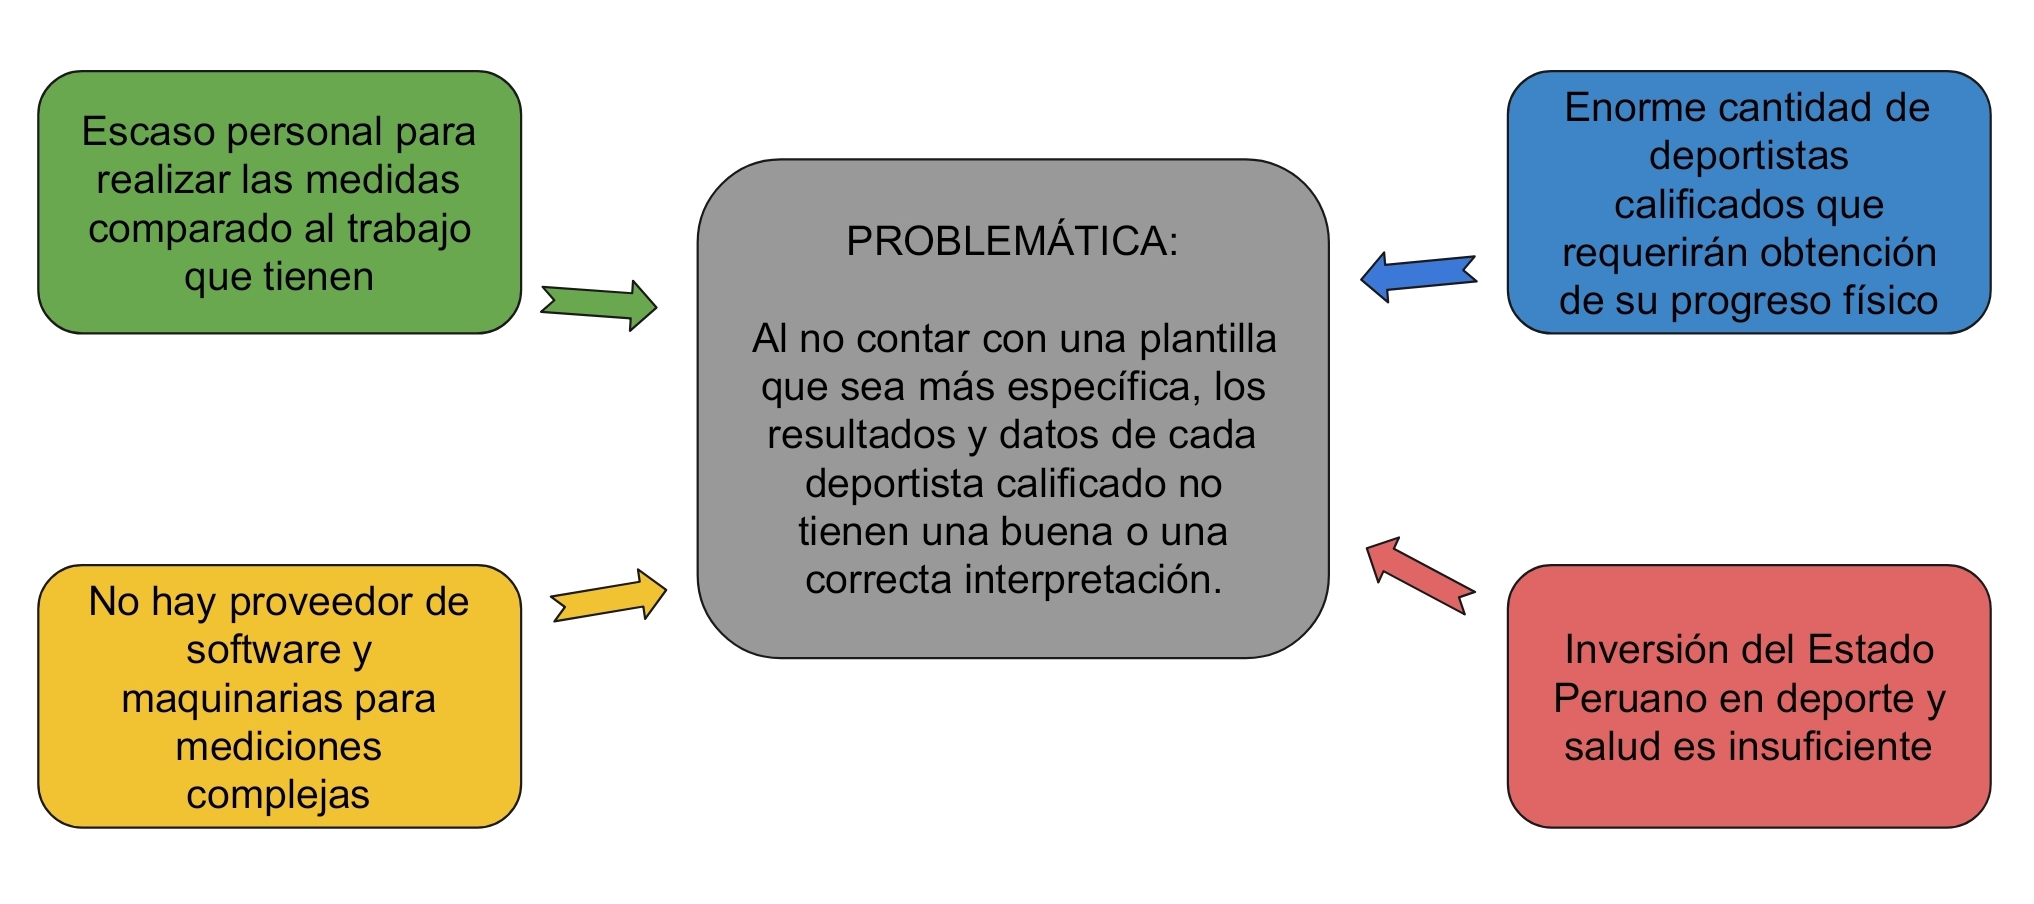 Escaso personal para
realizar las medidas
comparado al trabajo
que tienen
No hay proveedor de
software y
maquinarias para
mediciones
complejas
PROBLEMÁTICA:
Al no contar con una plantilla
que sea más específica, los
resultados y datos de cada
deportista calificado no
tienen una buena o una
correcta interpretación.
Enorme cantidad de
deportistas
calificados que
requerirán obtención
de su progreso físico
Inversión del Estado
Peruano en deporte y
salud es insuficiente